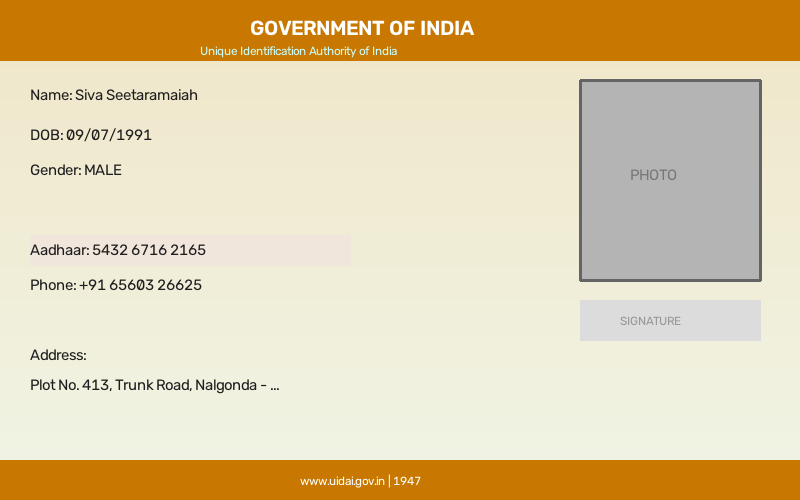 GOVERNMENT OF INDIA
Unique Identification Authority of India
Name: Siva Seetaramaiah
DOB: 09/07/1991
Gender: MALE
PHOTO
Aadhaar: 5432 6716 2165
Phone: +91 65603 26625
SIGNATURE
Address:
Plot No. 413, Trunk Road, Nalgonda - ...
www.uidai.gov.in | 1947